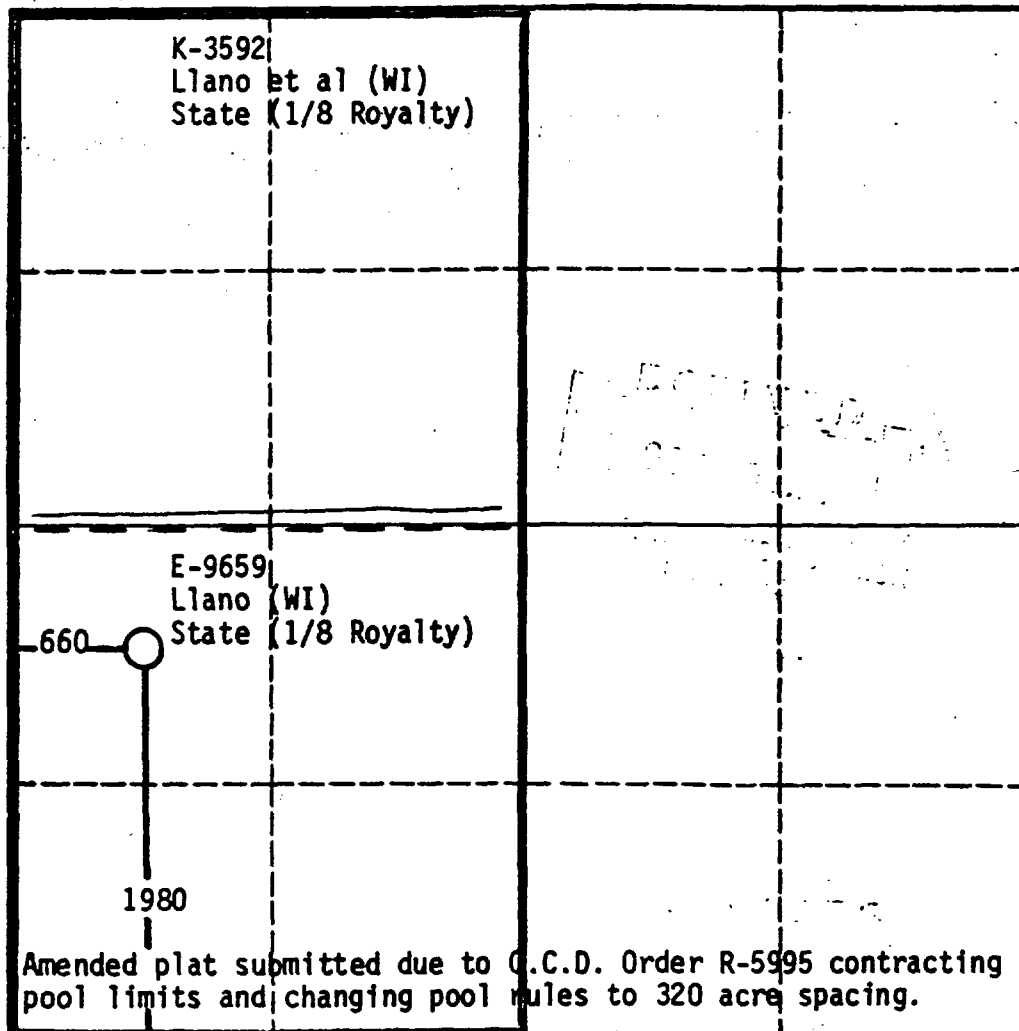 K-3592
Llano et al (WI)
State (1/8 Royalty)
E-9659
Llano (WI)
State (1/8 Royalty)
660
1980
Amended plat submitted due to O.C.D. Order R-5995 contracting
pool limits and changing pool rules to 320 acre spacing.